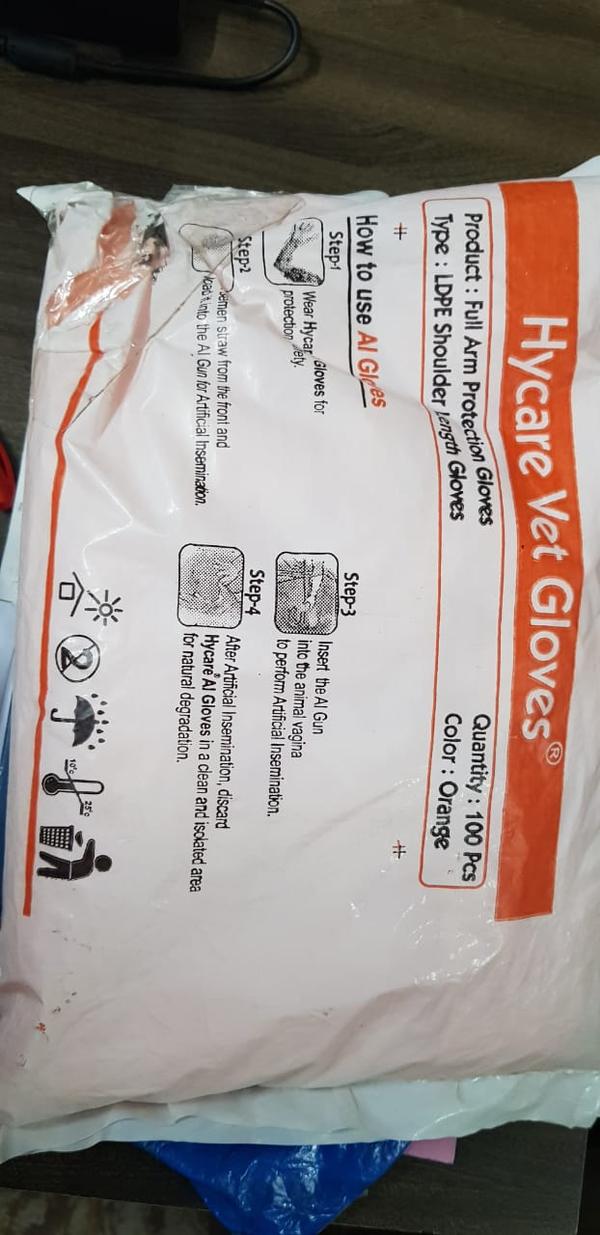 Hycare Vet Gloves®
Product : Full Arm Protection Gloves
Quantity : 100 Pcs
Type : LDPE Shoulder length Gloves
Color : Orange
How to use AI
Step-1
Wear Hycar Gloves for
protection
Step-2
semen straw from the front and
into the AI Gun for Artificial Insemination.
Step-3
Insert the AI Gun
into the animal vagina
to perform Artificial Insemination.
Step-4
After Artificial Insemination, discard
Hycare® AI Gloves in a clean and isolated area
for natural degradation.
2
10°c
25°c